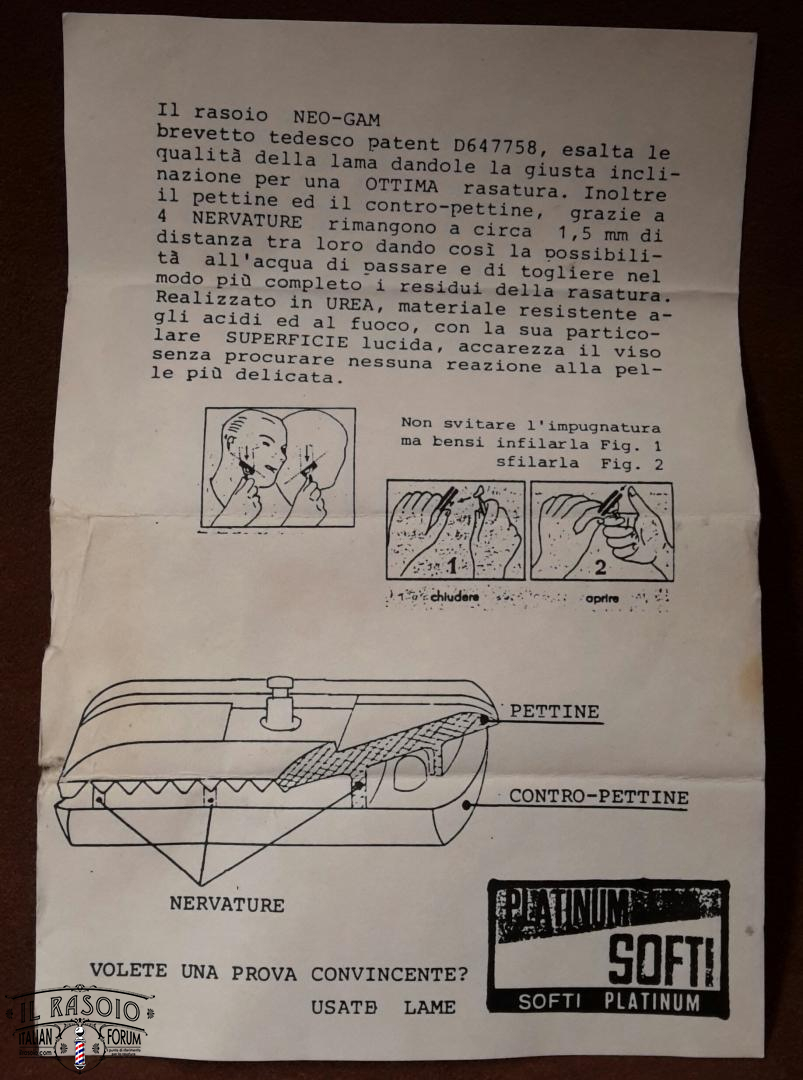 Il rasoio NEO-GAM
brevetto tedesco patent D647758, esalta le
qualità della lama dandole la giusta incli-
nazione per una OTTIMA rasatura. Inoltre
il pettine ed il contro-pettine, grazie a
4 NERVATURE rimangono a circa 1,5 mm di
distanza tra loro dando così la possibili-
tà all'acqua di passare e di togliere nel
modo più completo i residui della rasatura.
Realizzato in UREA, materiale resistente a-
gli acidi ed al fuoco, con la sua partico-
lare SUPERFICIE lucida, accarezza il viso
senza procurare nessuna reazione alla pel-
le più delicata.
Non svitare l'impugnatura
ma bensi infilarla Fig. 1
sfilarla Fig. 2
1
2
chiudere
aprire
PETTINE
CONTRO-PETTINE
NERVATURE
PLATINUM
SOFTI
SOFTI PLATINUM
VOLETE UNA PROVA CONVINCENTE?
USATE LAME
IL RASOIO
ITALIAN FORUM